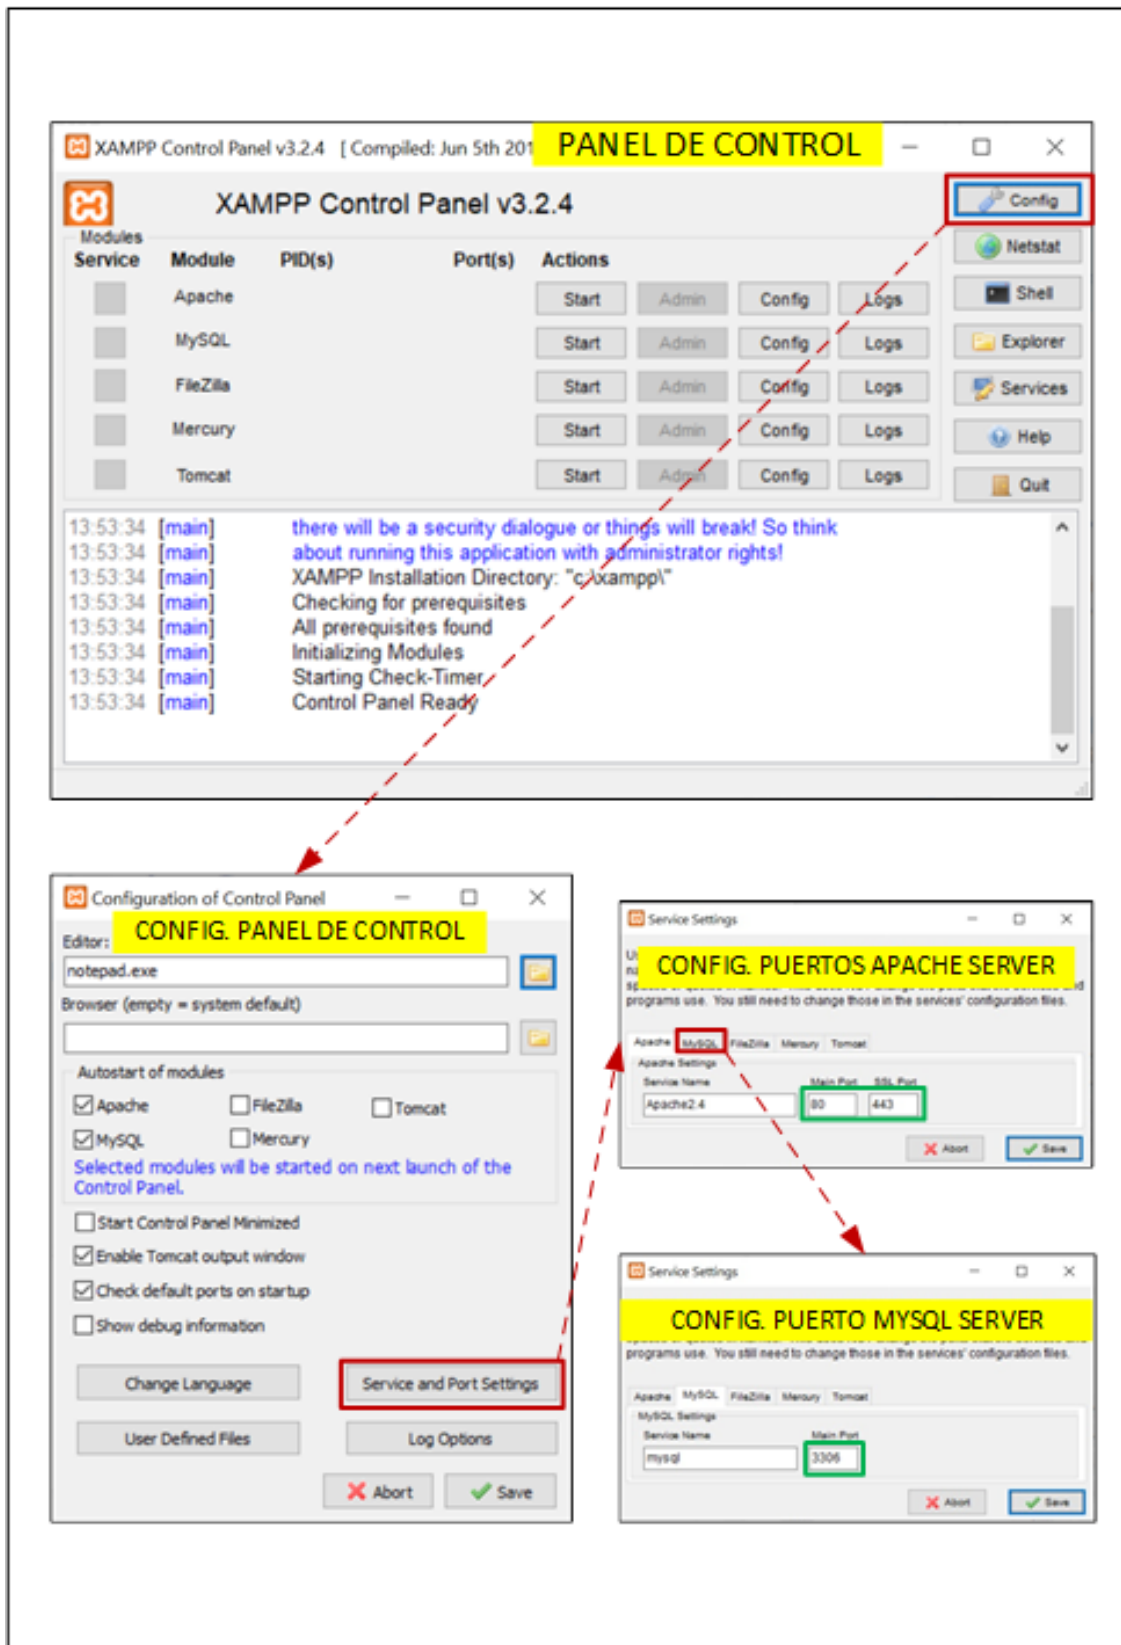 XAMPP Control Panel v3.2.4 [ Compiled: Jun 5th 201
PANEL DE CONTROL
XAMPP Control Panel v3.2.4
Config
Modules
Service Module PID(s) Port(s) Actions
Netstat
Apache Start Admin Config Logs
Shell
MySQL Start Admin Config Logs
Explorer
FileZilla Start Admin Config Logs
Services
Mercury Start Admin Config Logs
Help
Tomcat Start Admin Config Logs
Quit
13:53:34 [main] there will be a security dialogue or things will break! So think
13:53:34 [main] about running this application with administrator rights!
13:53:34 [main] XAMPP Installation Directory: "c:\xampp\"
13:53:34 [main] Checking for prerequisites
13:53:34 [main] All prerequisites found
13:53:34 [main] Initializing Modules
13:53:34 [main] Starting Check-Timer
13:53:34 [main] Control Panel Ready
Configuration of Control Panel
CONFIG. PANEL DE CONTROL
Editor:
notepad.exe
Browser (empty = system default)
Autostart of modules
Apache FileZilla Tomcat
MySQL Mercury
Selected modules will be started on next launch of the
Control Panel.
Start Control Panel Minimized
Enable Tomcat output window
Check default ports on startup
Show debug information
Change Language Service and Port Settings
User Defined Files Log Options
Abort Save
Service Settings
CONFIG. PUERTOS APACHE SERVER
programs use. You still need to change those in the services' configuration files.
Apache MySQL FileZilla Mercury Tomcat
Apache Settings
Service Name Main Port SSL Port
Apache2.4 80 443
Abort Save
Service Settings
CONFIG. PUERTO MYSQL SERVER
programs use. You still need to change those in the services' configuration files.
Apache MySQL FileZilla Mercury Tomcat
MySQL Settings
Service Name Main Port
mysql 3306
Abort Save